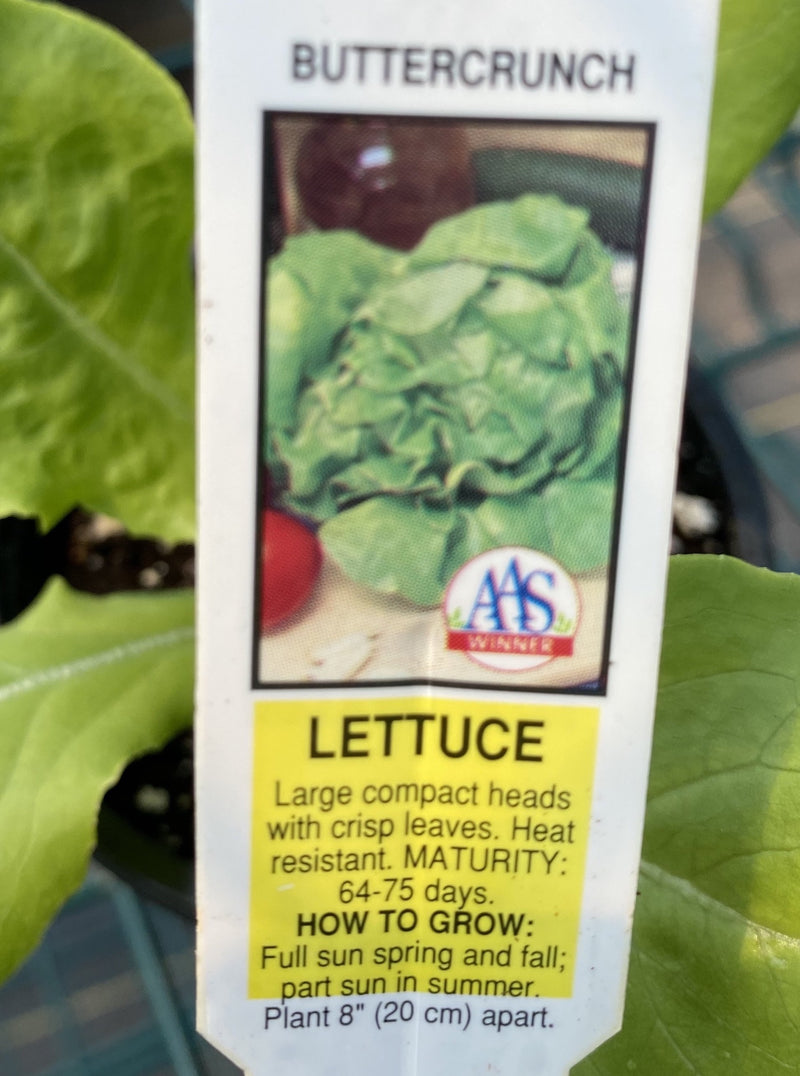 BUTTERCRUNCH
AAS
WINNER
LETTUCE
Large compact heads
with crisp leaves. Heat
resistant. MATURITY:
64-75 days.
HOW TO GROW:
Full sun spring and fall;
part sun in summer.
Plant 8" (20 cm) apart.